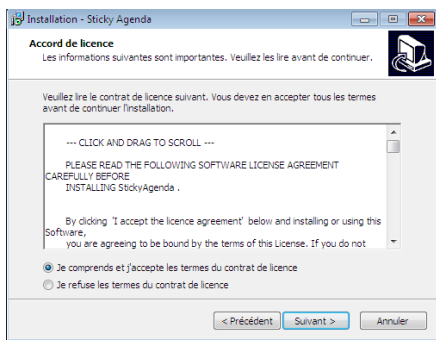 Installation - Sticky Agenda
Accord de licence
Les informations suivantes sont importantes. Veuillez les lire avant de continuer.
Veuillez lire le contrat de licence suivant. Vous devez en accepter tous les termes
avant de continuer l'installation.
--- CLICK AND DRAG TO SCROLL ---
PLEASE READ THE FOLLOWING SOFTWARE LICENSE AGREEMENT
CAREFULLY BEFORE
INSTALLING StickyAgenda .
By clicking 'I accept the licence agreement' below and installing or using this
Software,
you are agreeing to be bound by the terms of this License. If you do not
Je comprends et j'accepte les termes du contrat de licence
Je refuse les termes du contrat de licence
< Précédent
Suivant >
Annuler